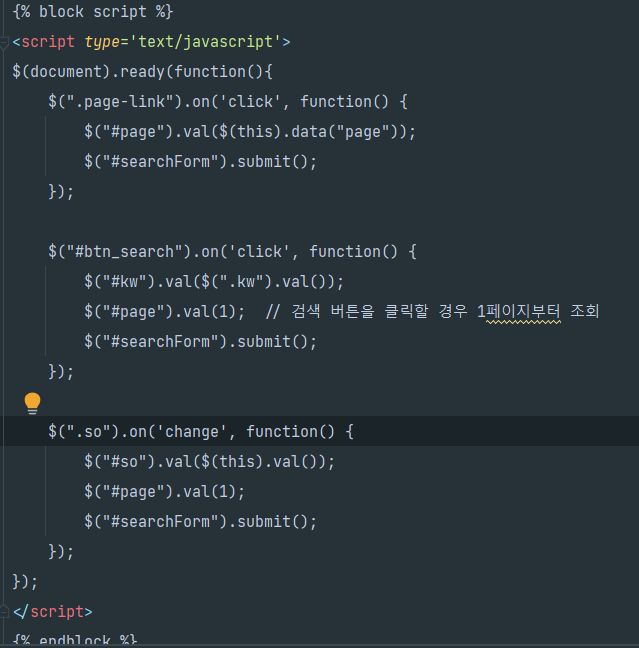 {% block script %}
<script type='text/javascript'>
$(document).ready(function(){
    $(".page-link").on('click', function() {
        $("#page").val($(this).data("page"));
        $("#searchForm").submit();
    });

    $("#btn_search").on('click', function() {
        $("#kw").val($(".kw").val());
        $("#page").val(1);  // 검색 버튼을 클릭할 경우 1페이지부터 조회
        $("#searchForm").submit();
    });

    $(".so").on('change', function() {
        $("#so").val($(this).val());
        $("#page").val(1);
        $("#searchForm").submit();
    });
});
</script>
{% endblock %}